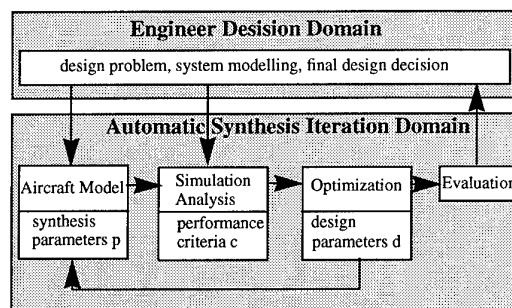 Engineer Desision Domain
design problem, system modelling, final design decision
Automatic Synthesis Iteration Domain
Aircraft Model
synthesis
parameters p
Simulation
Analysis
performance
criteria c
Optimization
design
parameters d
Evaluation